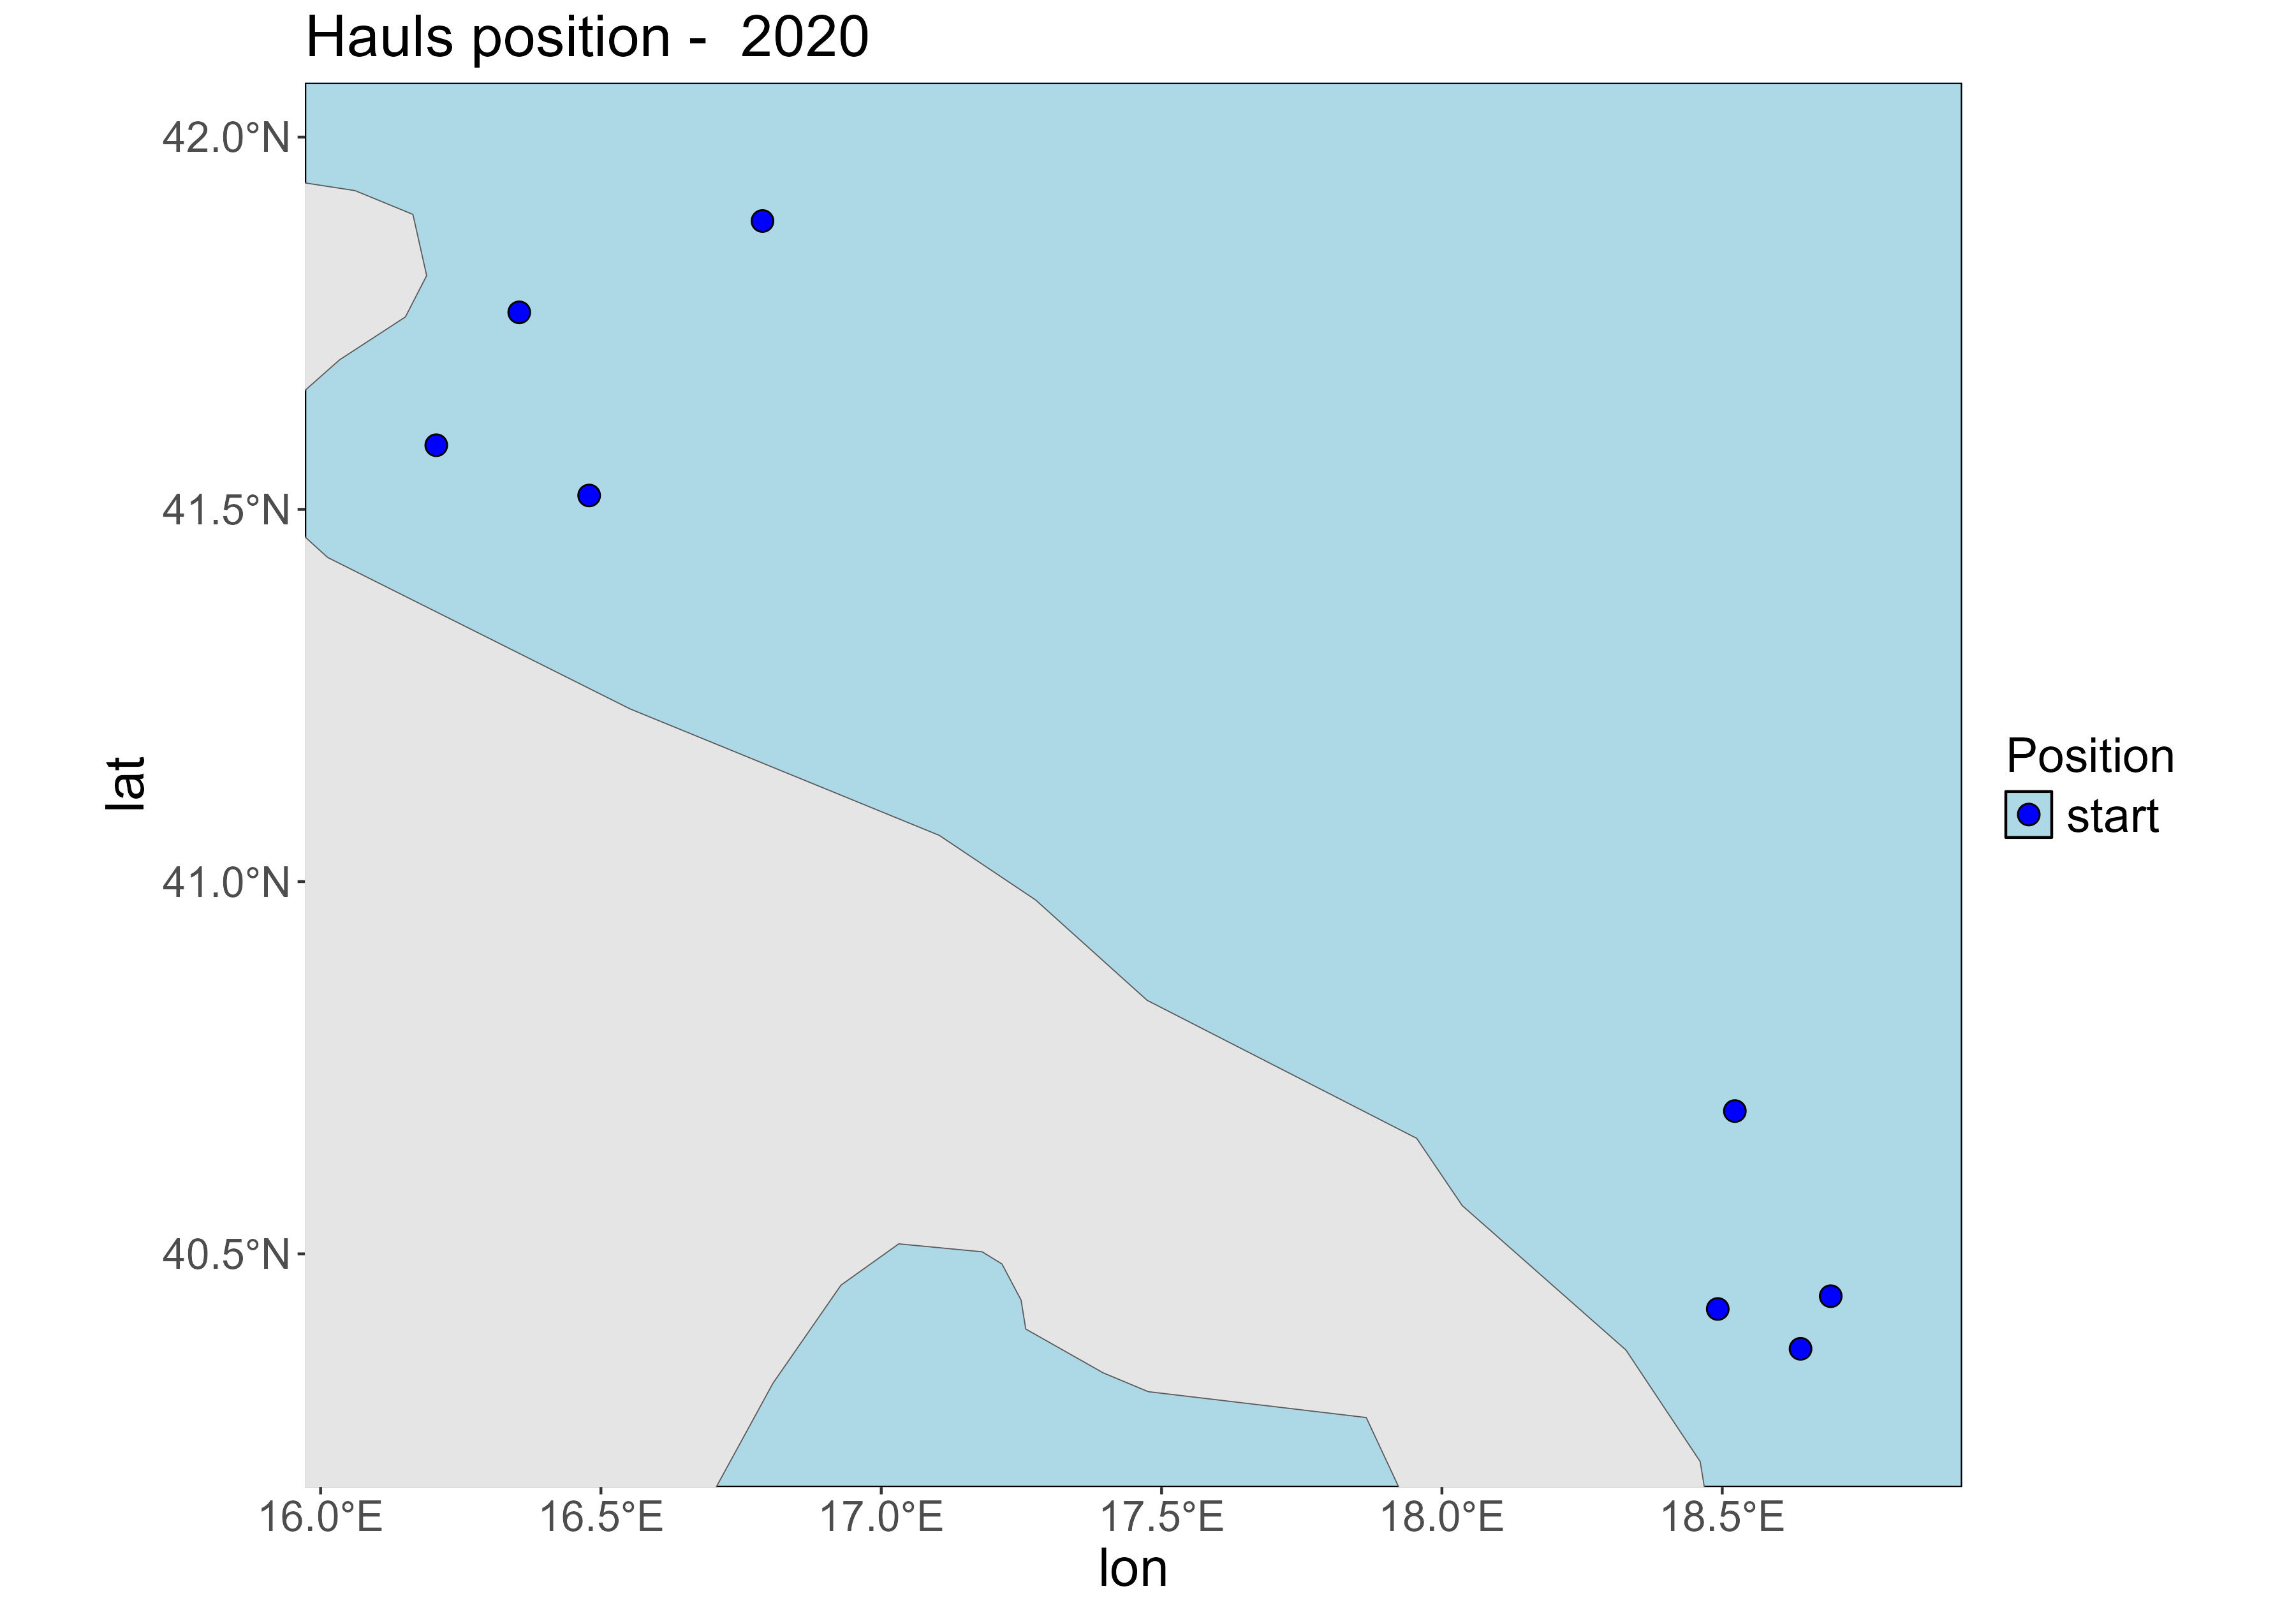 Hauls position -  2020
42.0°N
41.5°N
41.0°N
40.5°N
lat
16.0°E 16.5°E 17.0°E 17.5°E 18.0°E 18.5°E
lon
Position
start